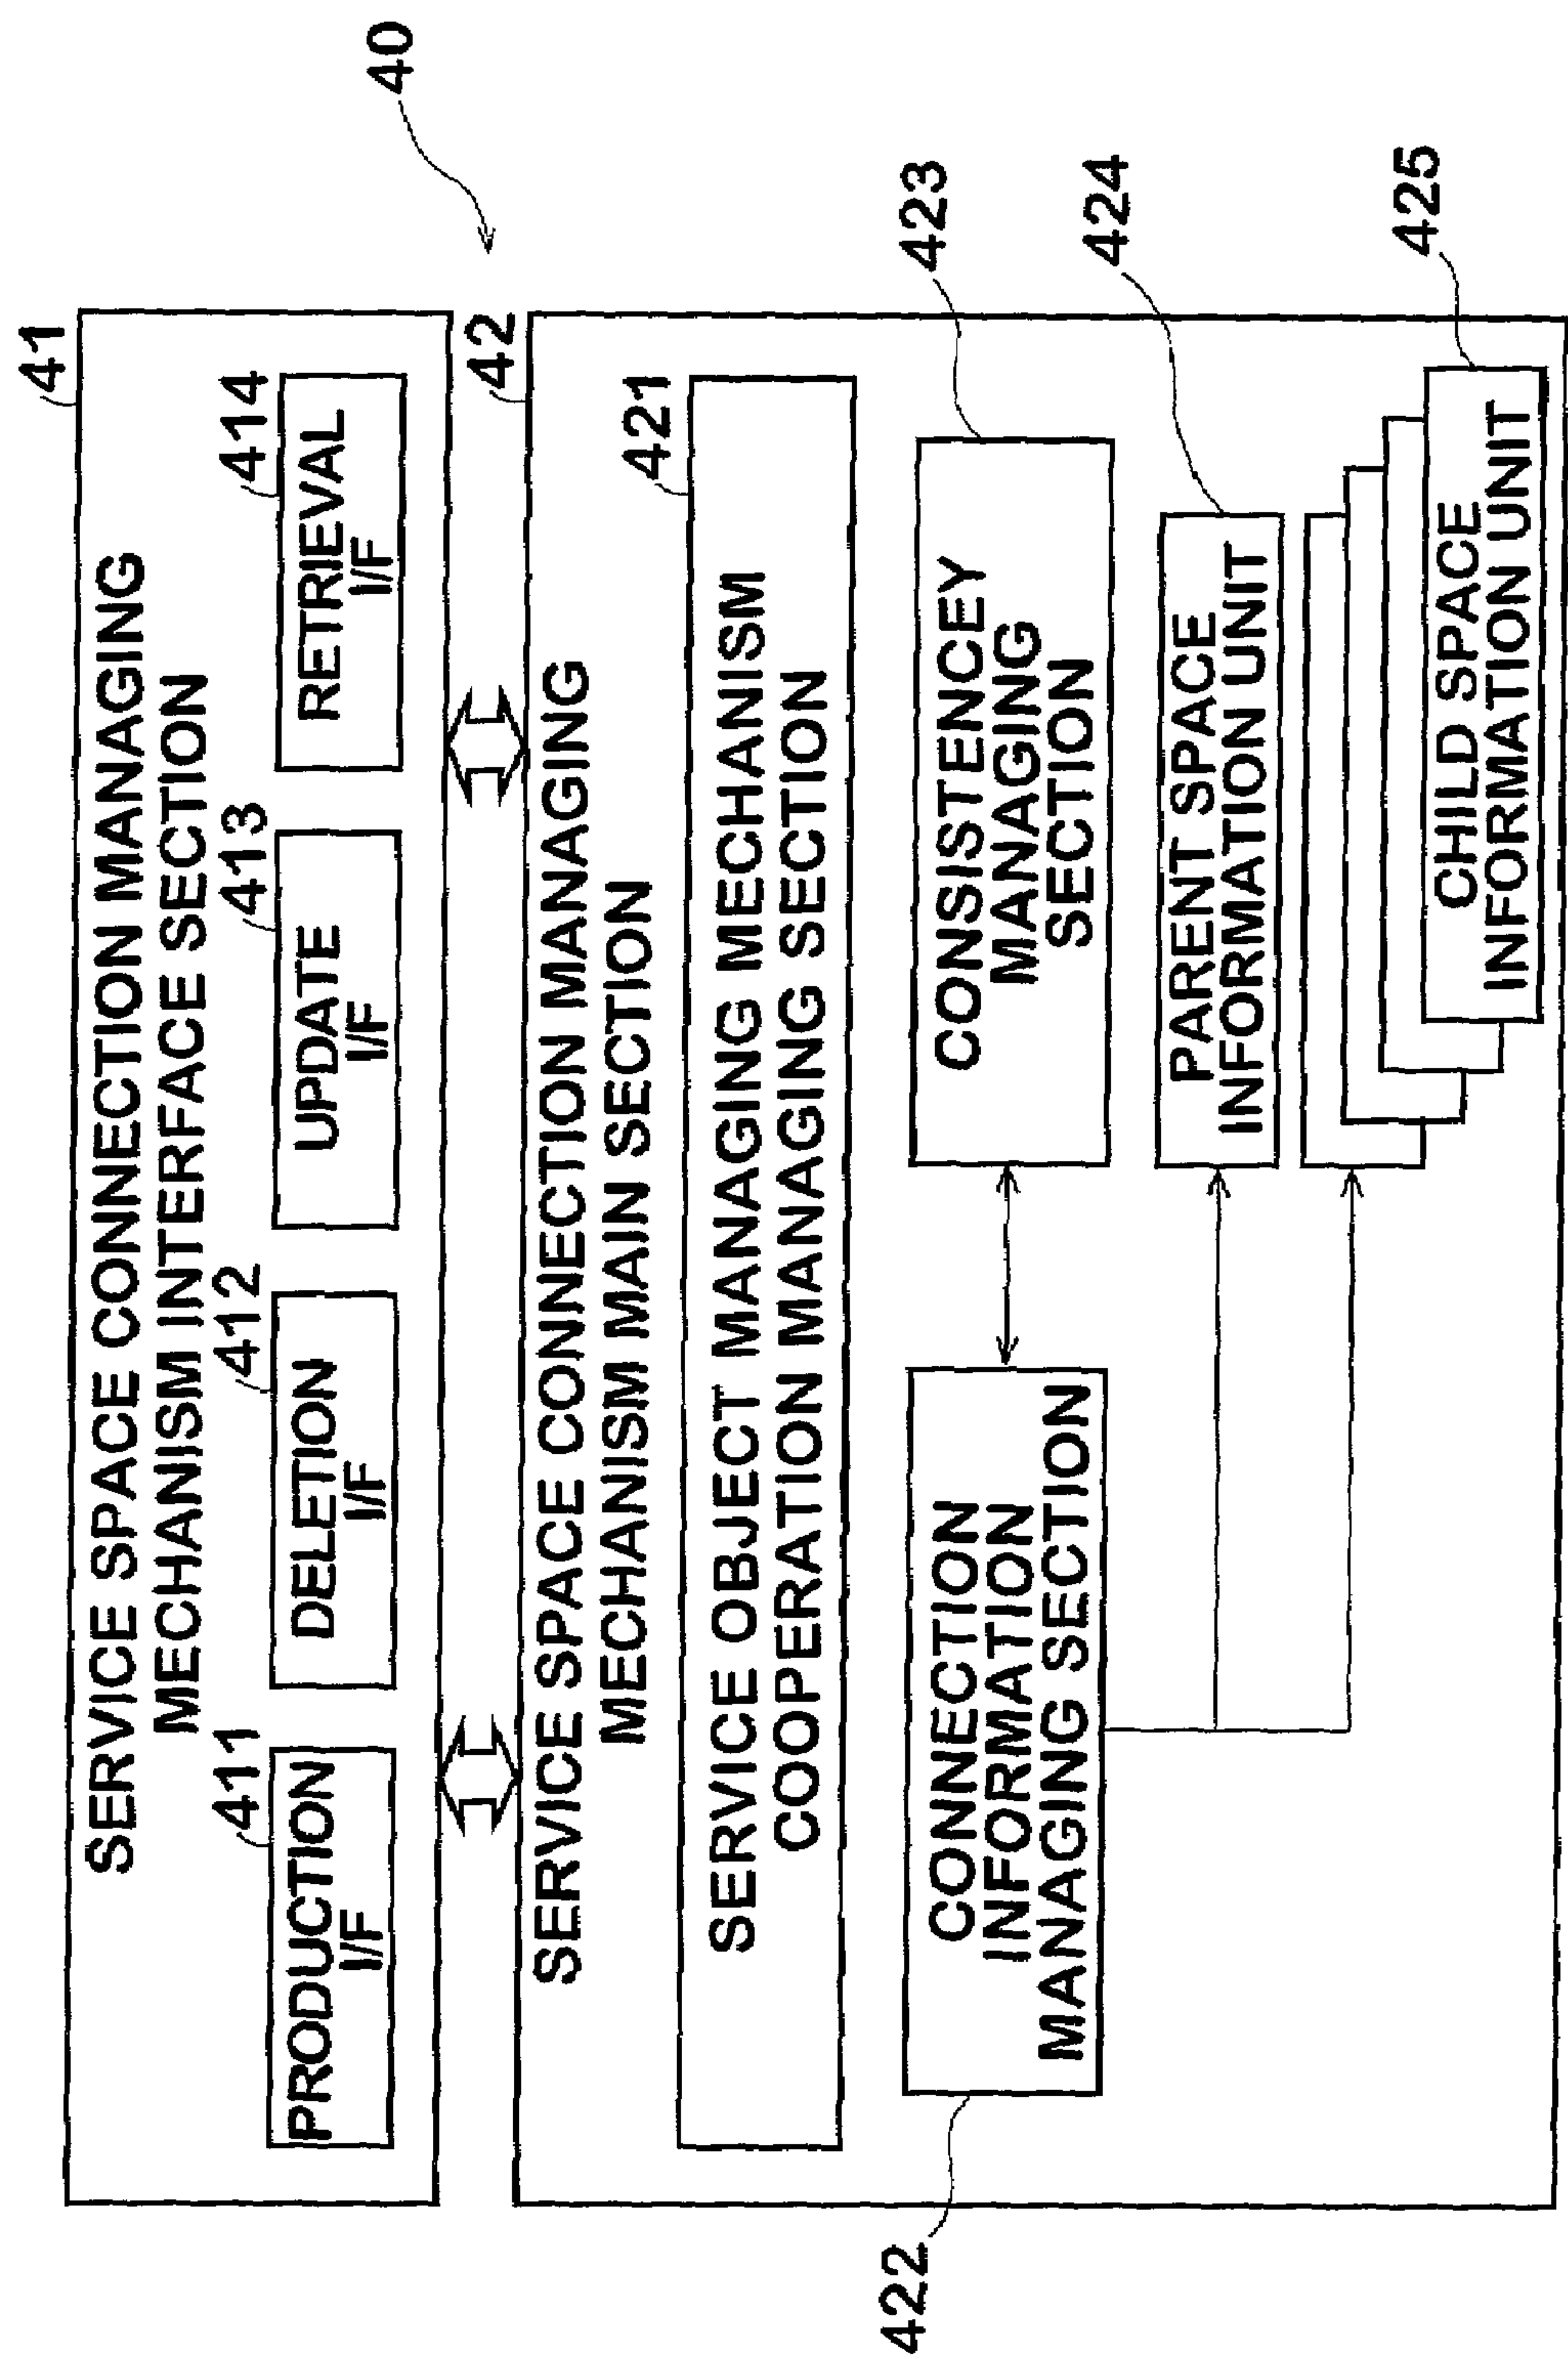 40
41
SERVICE SPACE CONNECTION MANAGING
MECHANISM INTERFACE SECTION
411
PRODUCTION
I/F
412
DELETION
I/F
413
UPDATE
I/F
414
RETRIEVAL
I/F
42
SERVICE SPACE CONNECTION MANAGING
MECHANISM MAIN SECTION
421
SERVICE OBJECT MANAGING MECHANISM
COOPERATION MANAGING SECTION
422
CONNECTION
INFORMATION
MANAGING SECTION
423
CONSISTENCY
MANAGING
SECTION
424
PARENT SPACE
INFORMATION UNIT
425
CHILD SPACE
INFORMATION UNIT